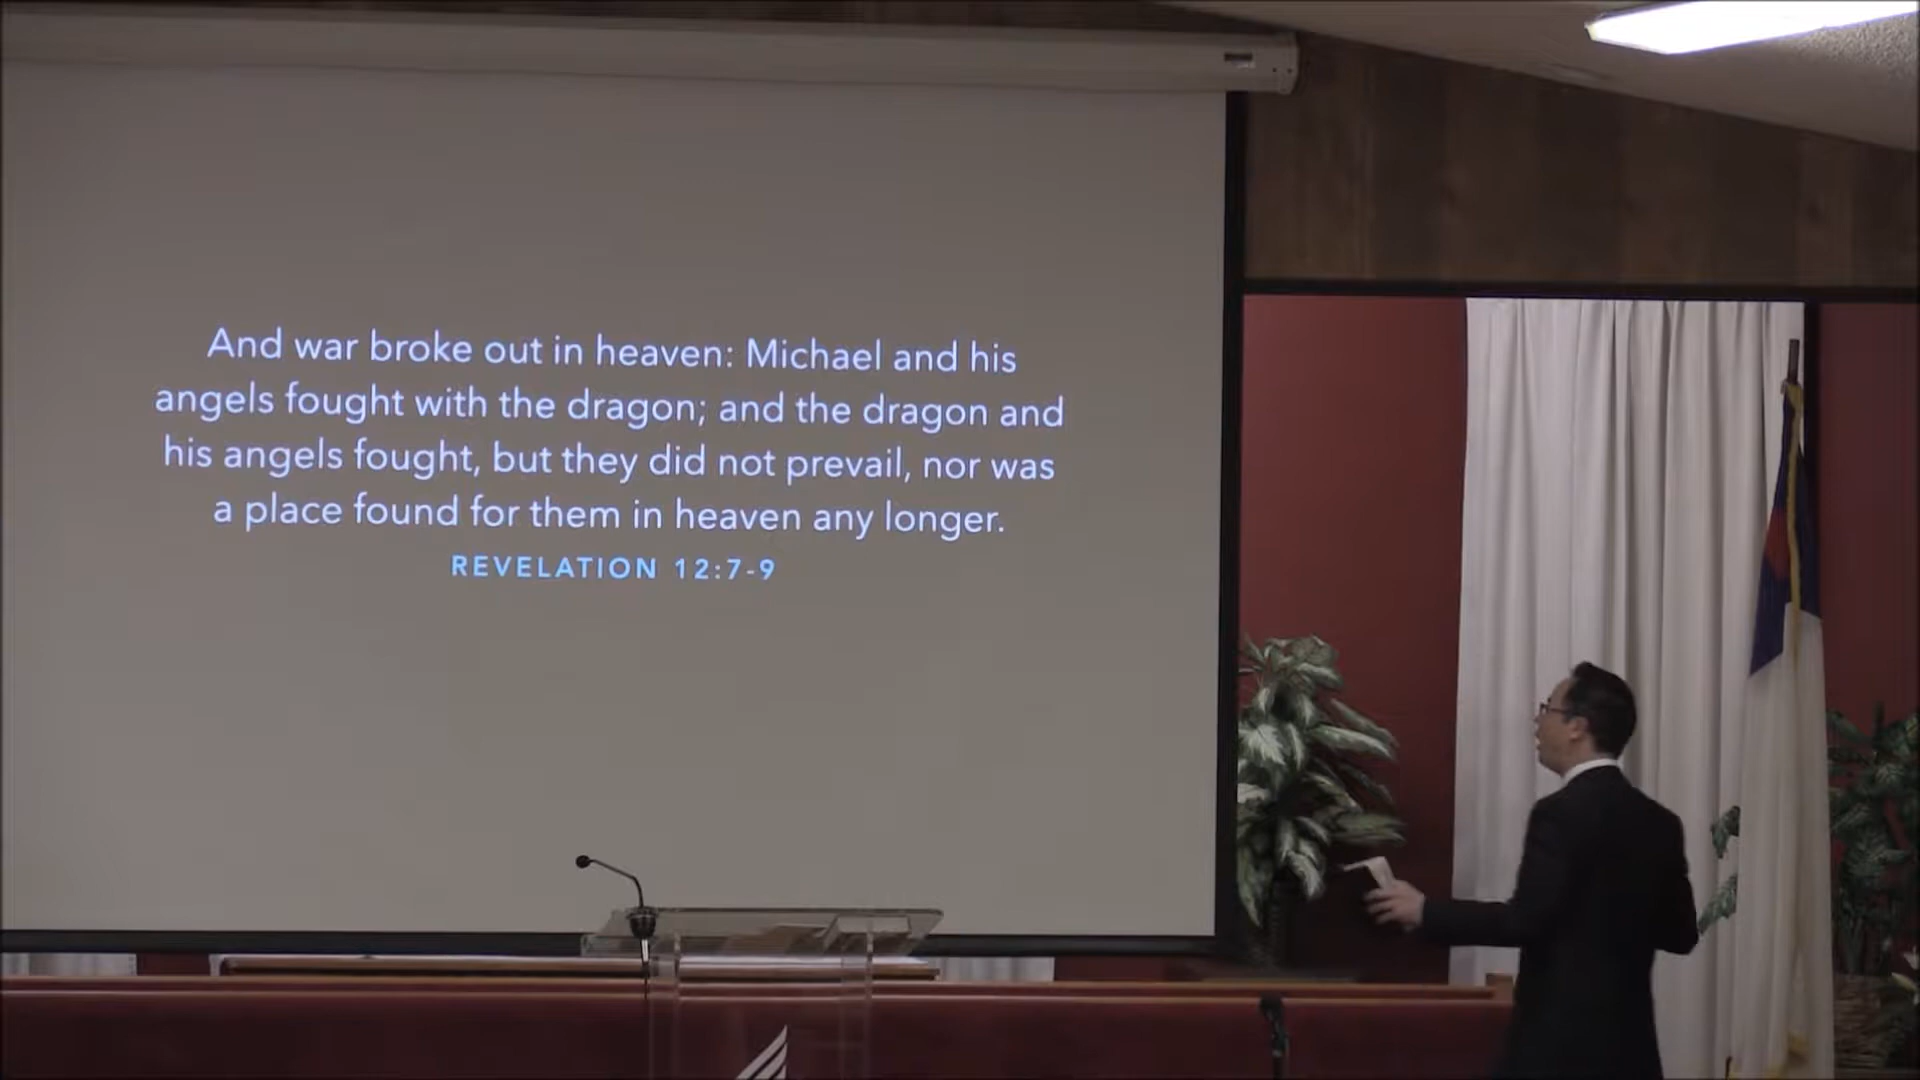 And war broke out in heaven: Michael and his
angels fought with the dragon; and the dragon and
his angels fought, but they did not prevail, nor was
a place found for them in heaven any longer.
REVELATION 12:7-9